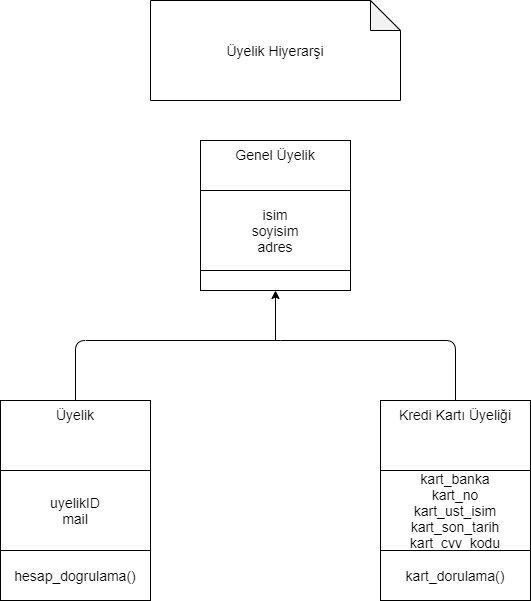 Üyelik Hiyerarşi
Genel Üyelik
isim
soyisim
adres
Üyelik
uyelikID
mail
hesap_dogrulama()
Kredi Kartı Üyeliği
kart_banka
kart_no
kart_ust_isim
kart_son_tarih
kart_cvv_kodu
kart_dorulama()